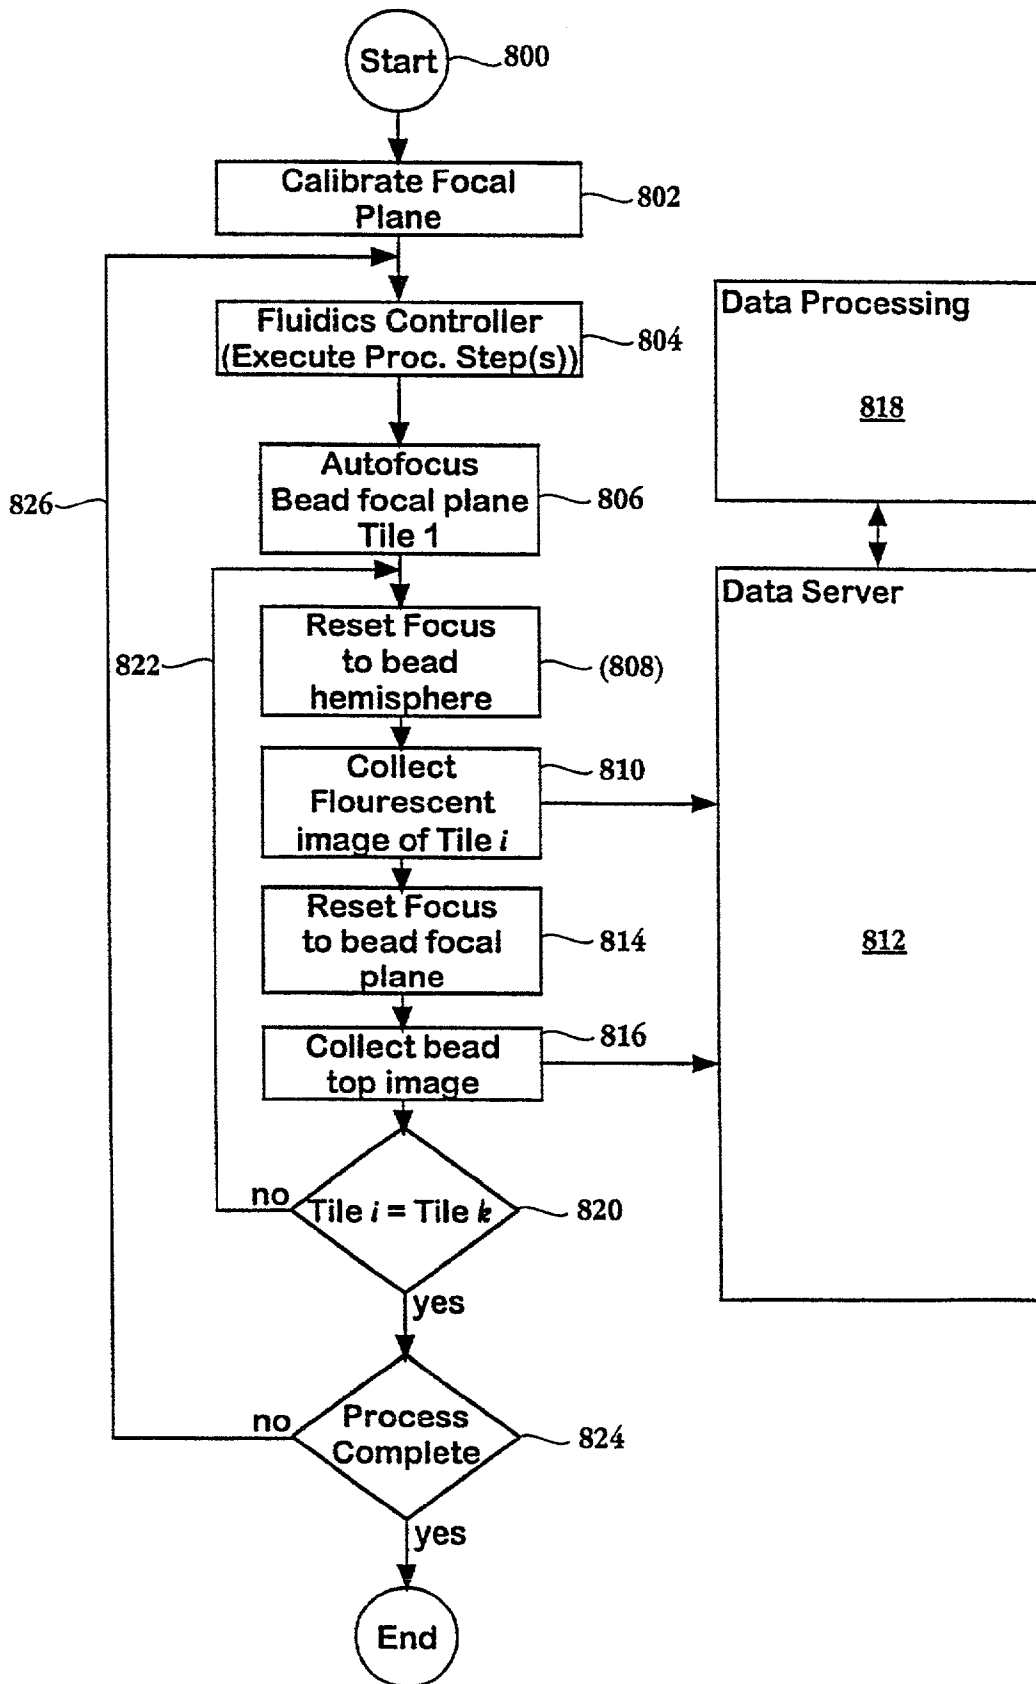 Start
800
Calibrate Focal
Plane
802
Fluidics Controller
(Execute Proc. Step(s))
804
Autofocus
Bead focal plane
Tile 1
806
826
Reset Focus
to bead
hemisphere
(808)
822
Collect
Flourescent
image of Tile i
810
Reset Focus
to bead focal
plane
814
Collect bead
top image
816
Tile i = Tile k
820
no
yes
Process
Complete
824
no
yes
End
Data Processing
818
Data Server
812